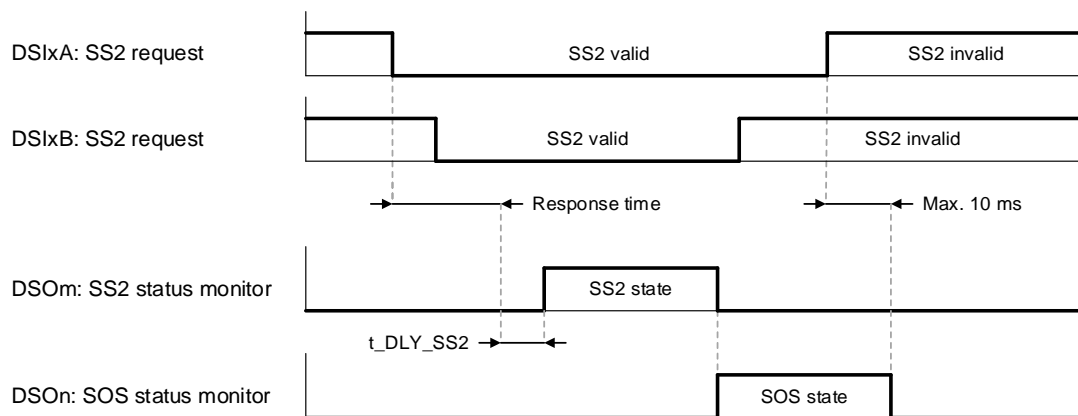 DSIxA: SS2 request
SS2 valid
SS2 invalid
DSIxB: SS2 request
SS2 valid
SS2 invalid
Response time
Max. 10 ms
DSOm: SS2 status monitor
SS2 state
t_DLY_SS2
DSOn: SOS status monitor
SOS state